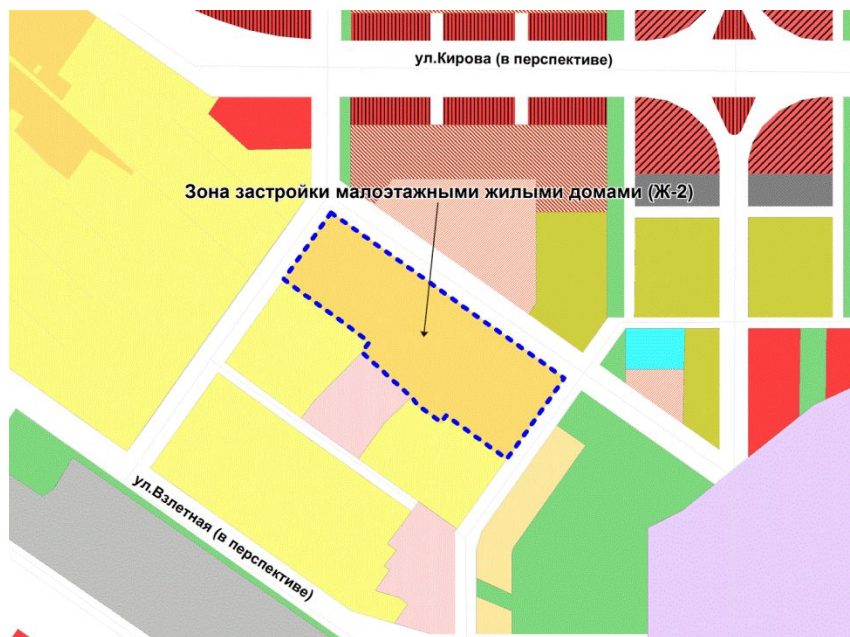 ул.Кирова (в перспективе)
Зона застройки малоэтажными жилыми домами (Ж-2)
ул.Взлетная (в перспективе)